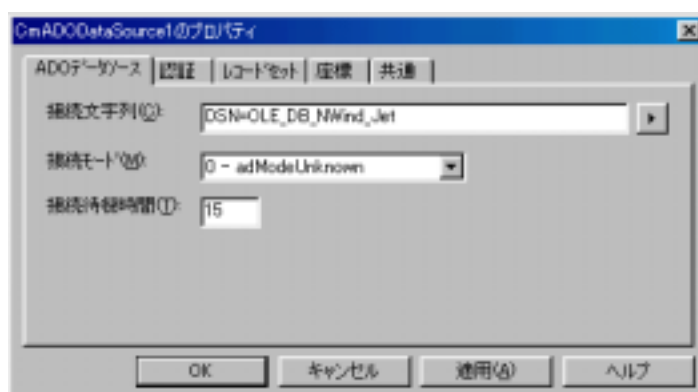 CmADODataSource1のプロパティ
ADOデータソース 認証 レコードセット 座標 共通
接続文字列(C): DSN=OLE_DB_NWind_Jet
接続モード(M): 0 - adModeUnknown
接続待機時間(T): 15
OK キャンセル 適用(A) ヘルプ